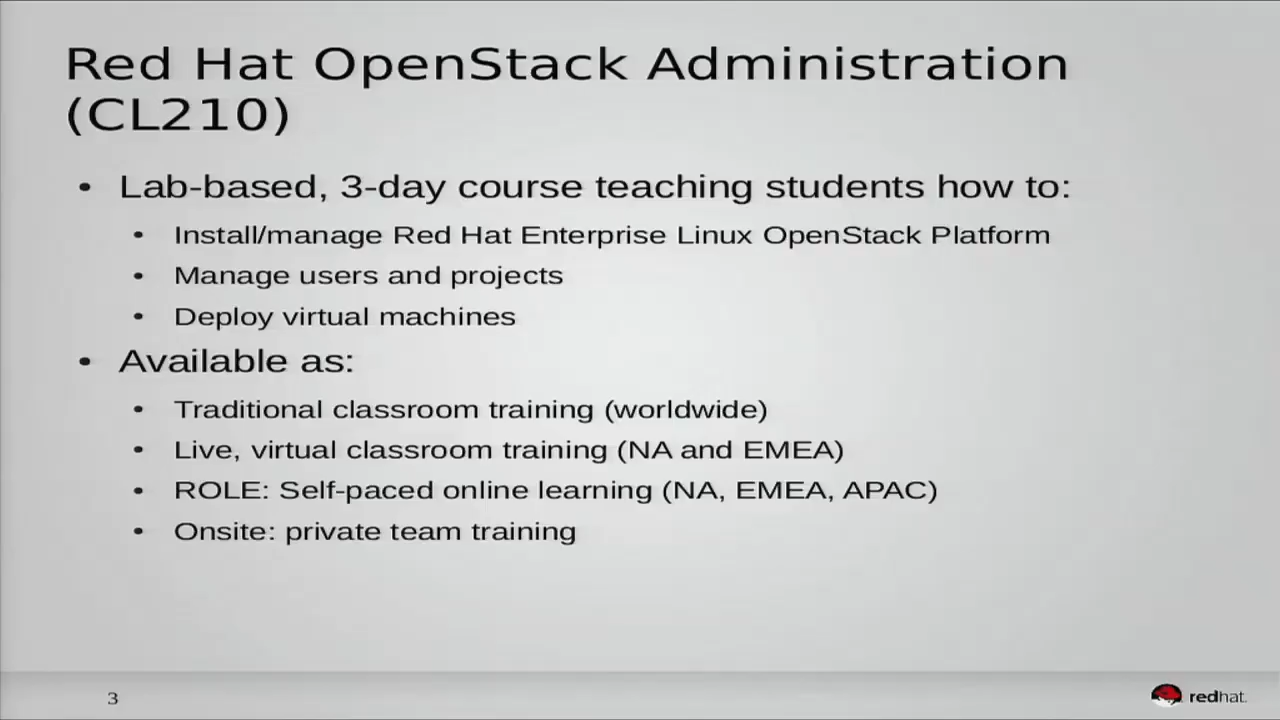 Red Hat OpenStack Administration
(CL210)
• Lab-based, 3-day course teaching students how to:
• Install/manage Red Hat Enterprise Linux OpenStack Platform
• Manage users and projects
• Deploy virtual machines
• Available as:
• Traditional classroom training (worldwide)
• Live, virtual classroom training (NA and EMEA)
• ROLE: Self-paced online learning (NA, EMEA, APAC)
• Onsite: private team training
3
redhat.